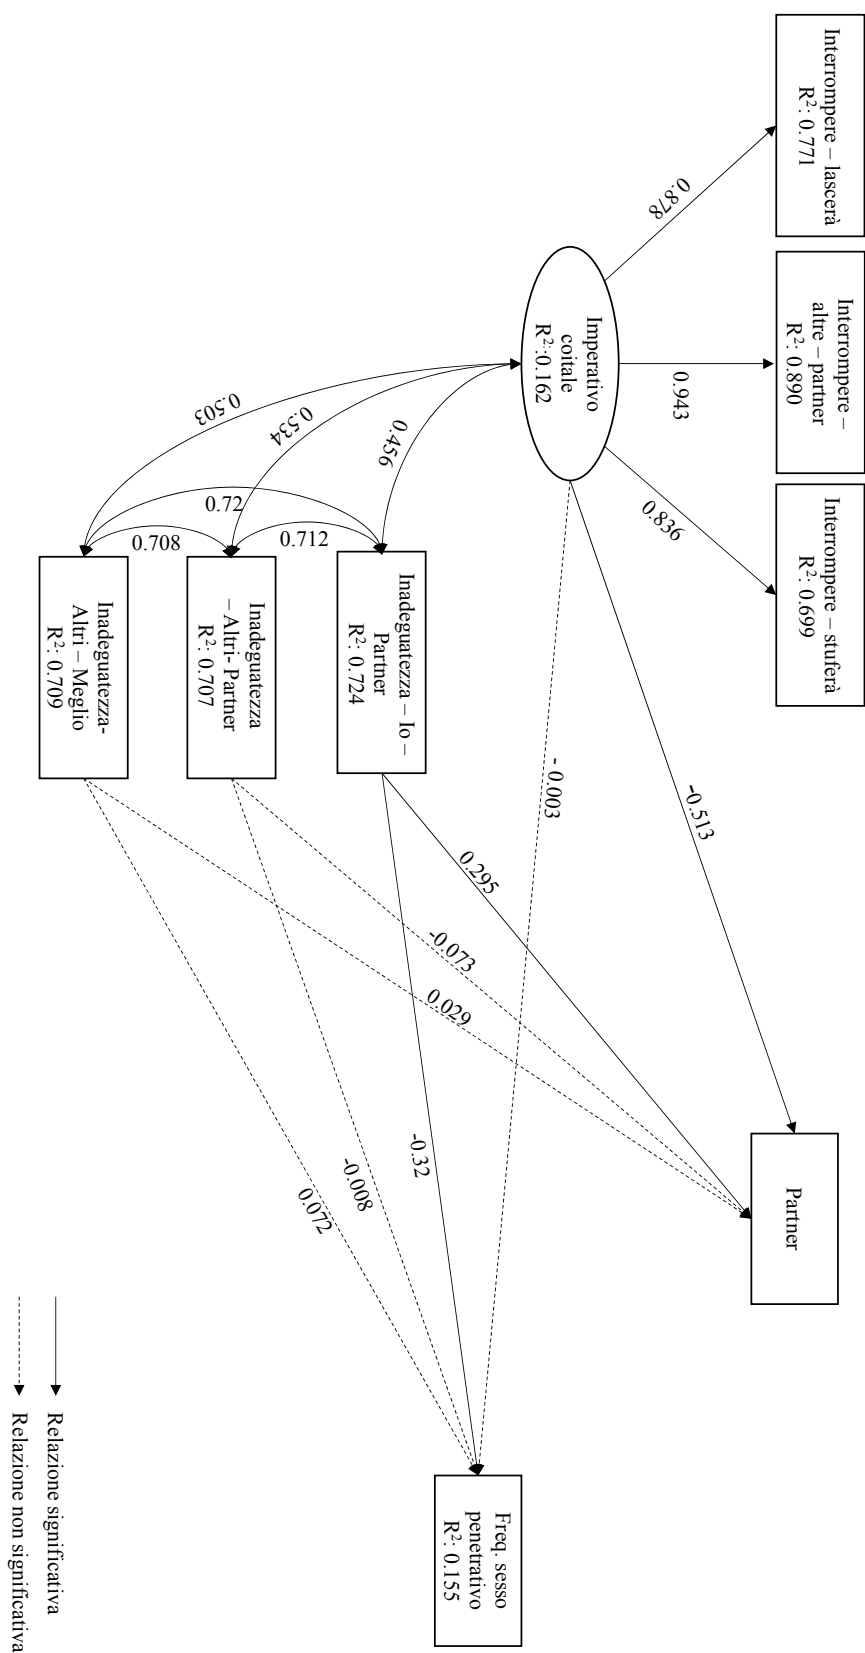 Interrompere – lascerà
R²: 0.771
Interrompere –
altre – partner
R²: 0.890
Interrompere – stuferà
R²: 0.699
0.878
0.943
0.836
Imperativo
coitale
R²:0.162
0.503
0.534
0.456
0.72
0.708
0.712
Inadeguatezza – Io –
Partner
R²: 0.724
Inadeguatezza
– Altri- Partner
R²: 0.707
Inadeguatezza-
Altri – Meglio
R²: 0.709
-0.513
- 0.003
0.295
-0.073
0.029
-0.32
-0.008
0.072
Partner
Freq. sesso
penetrativo
R²: 0.155
Relazione significativa
Relazione non significativa